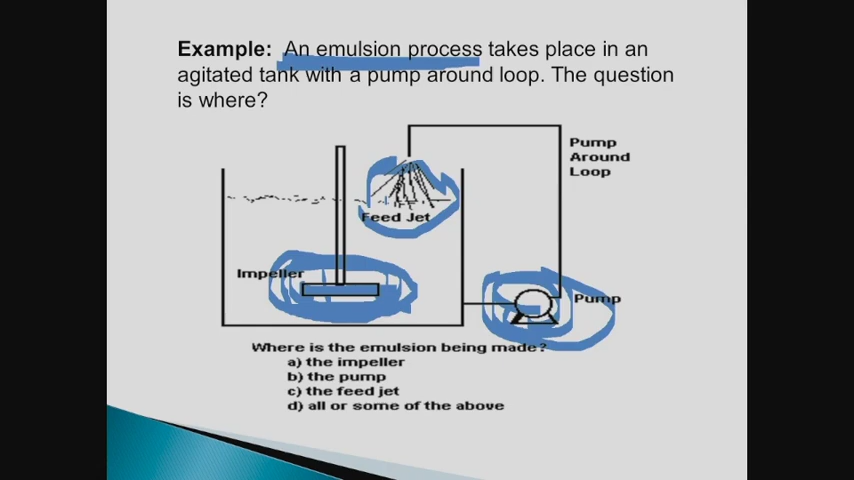 Example: An emulsion process takes place in an
agitated tank with a pump around loop. The question
is where?
Pump
Around
Loop
Feed Jet
Impeller
Pump
Where is the emulsion being made?
a) the impeller
b) the pump
c) the feed jet
d) all or some of the above